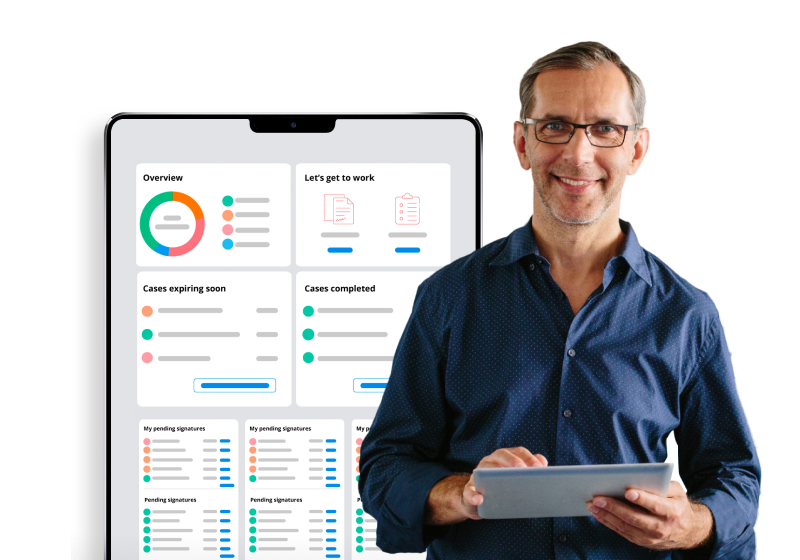 Overview
Let's get to work
Cases expiring soon
Cases completed
My pending signatures
My pending signatures
Pending signatures
Pending signatures